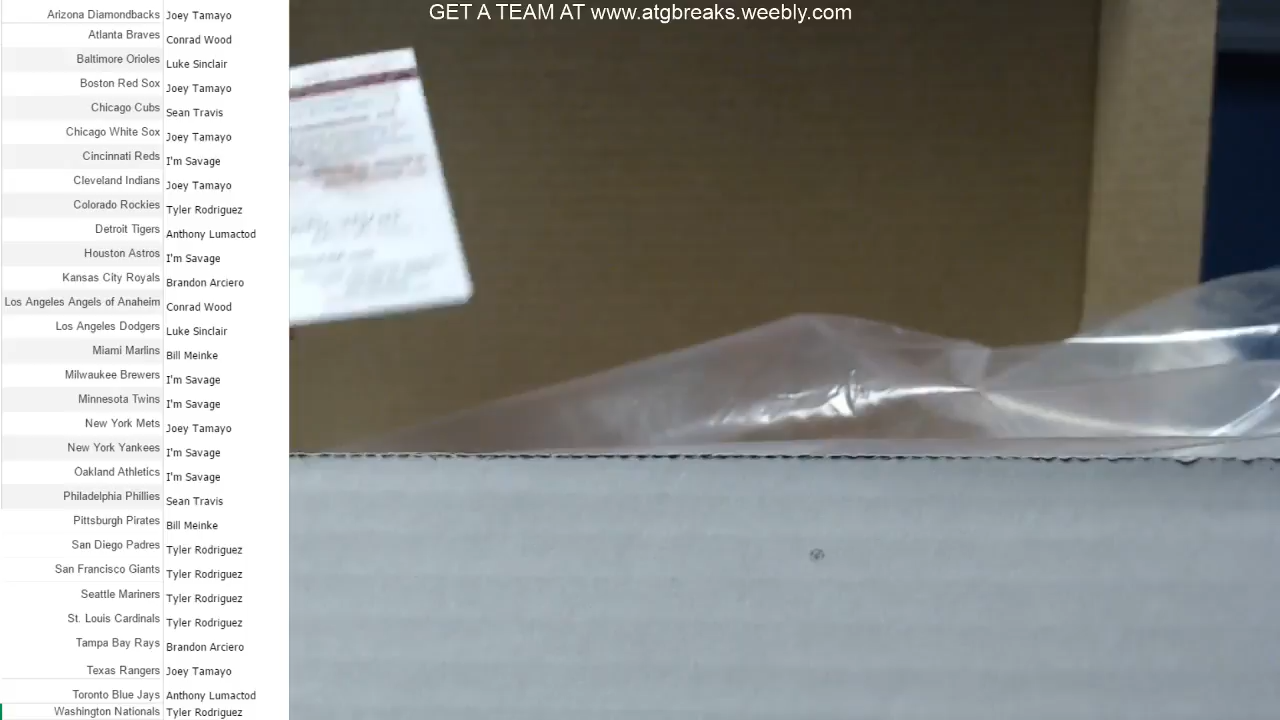 GET A TEAM AT www.atgbreaks.weebly.com
Arizona Diamondbacks Joey Tamayo
Atlanta Braves Conrad Wood
Baltimore Orioles Luke Sinclair
Boston Red Sox Joey Tamayo
Chicago Cubs Sean Travis
Chicago White Sox Joey Tamayo
Cincinnati Reds I'm Savage
Cleveland Indians Joey Tamayo
Colorado Rockies Tyler Rodriguez
Detroit Tigers Anthony Lumactod
Houston Astros I'm Savage
Kansas City Royals Brandon Arciero
Los Angeles Angels of Anaheim Conrad Wood
Los Angeles Dodgers Luke Sinclair
Miami Marlins Bill Meinke
Milwaukee Brewers I'm Savage
Minnesota Twins I'm Savage
New York Mets Joey Tamayo
New York Yankees I'm Savage
Oakland Athletics I'm Savage
Philadelphia Phillies Sean Travis
Pittsburgh Pirates Bill Meinke
San Diego Padres Tyler Rodriguez
San Francisco Giants Tyler Rodriguez
Seattle Mariners Tyler Rodriguez
St. Louis Cardinals Tyler Rodriguez
Tampa Bay Rays Brandon Arciero
Texas Rangers Joey Tamayo
Toronto Blue Jays Anthony Lumactod
Washington Nationals Tyler Rodriguez